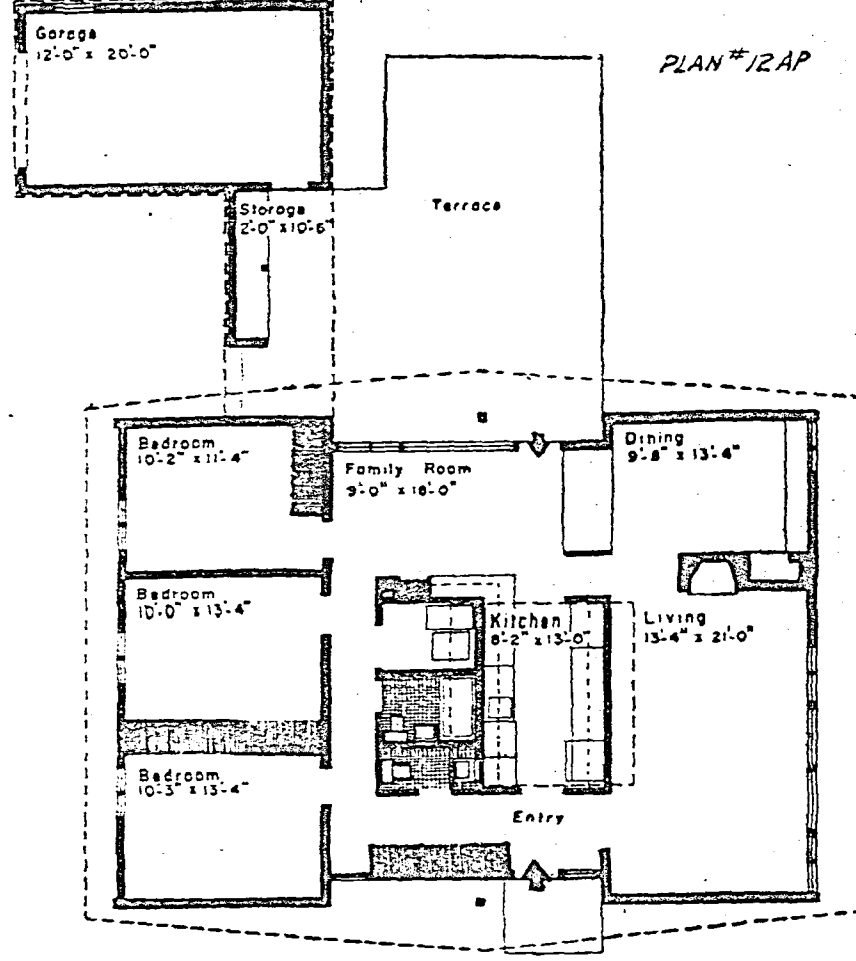 PLAN # 12AP
Garage
12'-0" x 20'-0"
Storage
2'-0" x 10'-6"
Terrace
Bedroom
10'-2" x 11'-4"
Family Room
9'-0" x 18'-0"
Dining
9'-8" x 13'-4"
Bedroom
10'-0" x 13'-4"
Kitchen
8'-2" x 13'-0"
Living
13'-4" x 21'-0"
Bedroom
10'-3" x 13'-4"
Entry